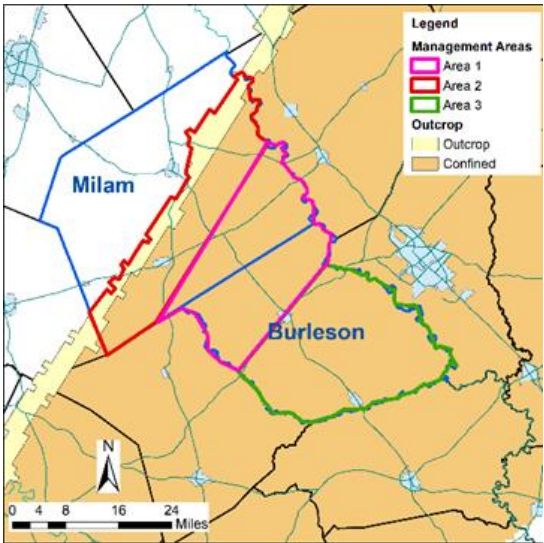 Legend
Management Areas
Area 1
Area 2
Area 3
Outcrop
Outcrop
Confined
Milam
Burleson
N
0 4 8 16 24
Miles